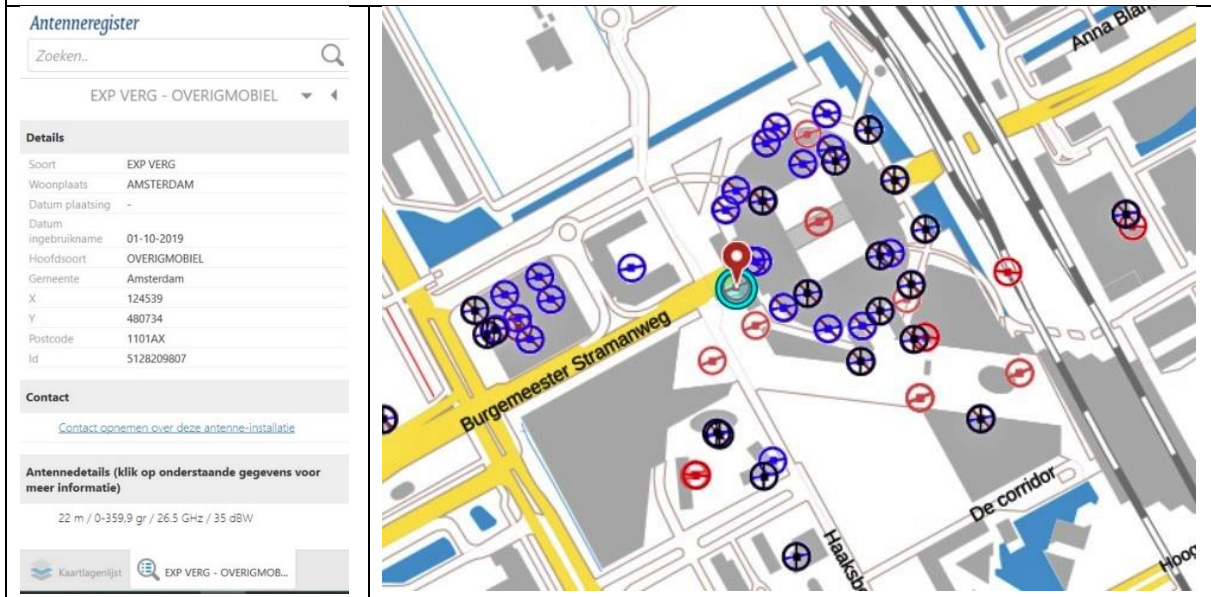 Antenneregister
Zoeken..
EXP VERG - OVERIGMOBIEL
Details
Soort EXP VERG
Woonplaats AMSTERDAM
Datum plaatsing -
Datum
ingebruikname 01-10-2019
Hoofdsoort OVERIGMOBIEL
Gemeente Amsterdam
X 124539
Y 480734
Postcode 1101AX
Id 5128209807
Contact
Contact opnemen over deze antenne-installatie
Antennedetails (klik op onderstaande gegevens voor
meer informatie)
22 m / 0-359,9 gr / 26.5 GHz / 35 dBW
Kaartlagenlijst
EXP VERG - OVERIGMOB...
Anna Blan
Burgemeester Stramanweg
De corridor
Haaksbe
Hoog